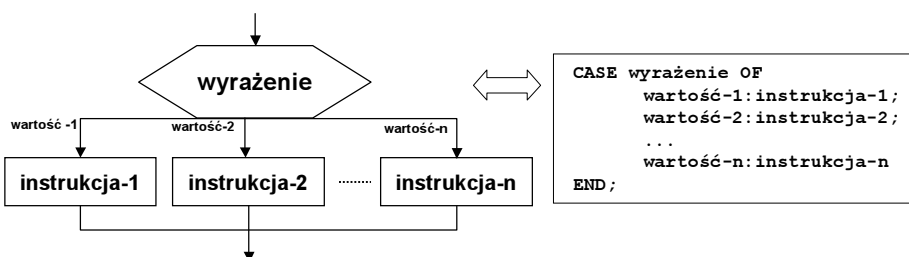 wyrażenie
wartość -1
wartość-2
wartość-n
instrukcja-1
instrukcja-2
instrukcja-n
CASE wyrażenie OF
wartość-1:instrukcja-1;
wartość-2:instrukcja-2;
...
wartość-n:instrukcja-n
END;